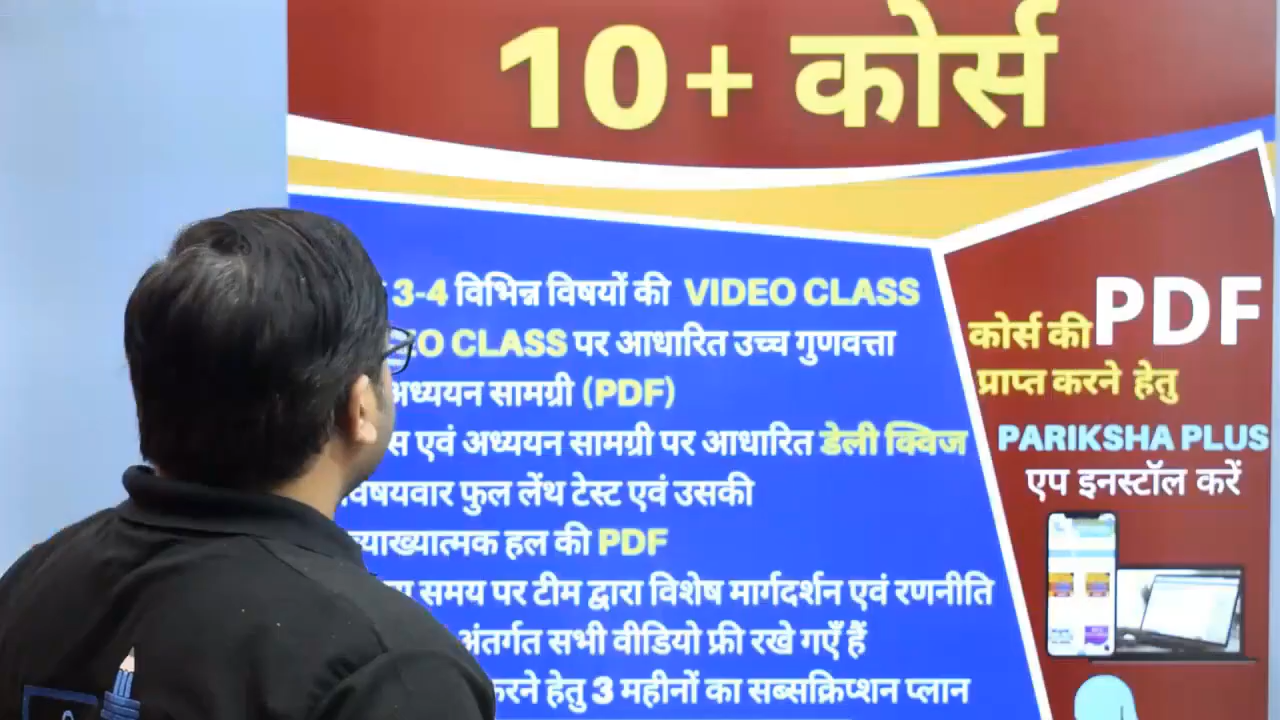 10+ कोर्स
3-4 विभिन्न विषयों की VIDEO CLASS
CLASS पर आधारित उच्च गुणवत्ता
अध्ययन सामग्री (PDF)
एवं अध्ययन सामग्री पर आधारित डेली क्विज
विषयवार फुल लेंथ टेस्ट एवं उसकी
व्याख्यात्मक हल की PDF
समय पर टीम द्वारा विशेष मार्गदर्शन एवं रणनीति
अंतर्गत सभी वीडियो फ्री रखे गएँ हैं
हेतु 3 महीनों का सब्सक्रिप्शन प्लान
कोर्स की PDF
प्राप्त करने हेतु
PARIKSHA PLUS
एप इनस्टॉल करें